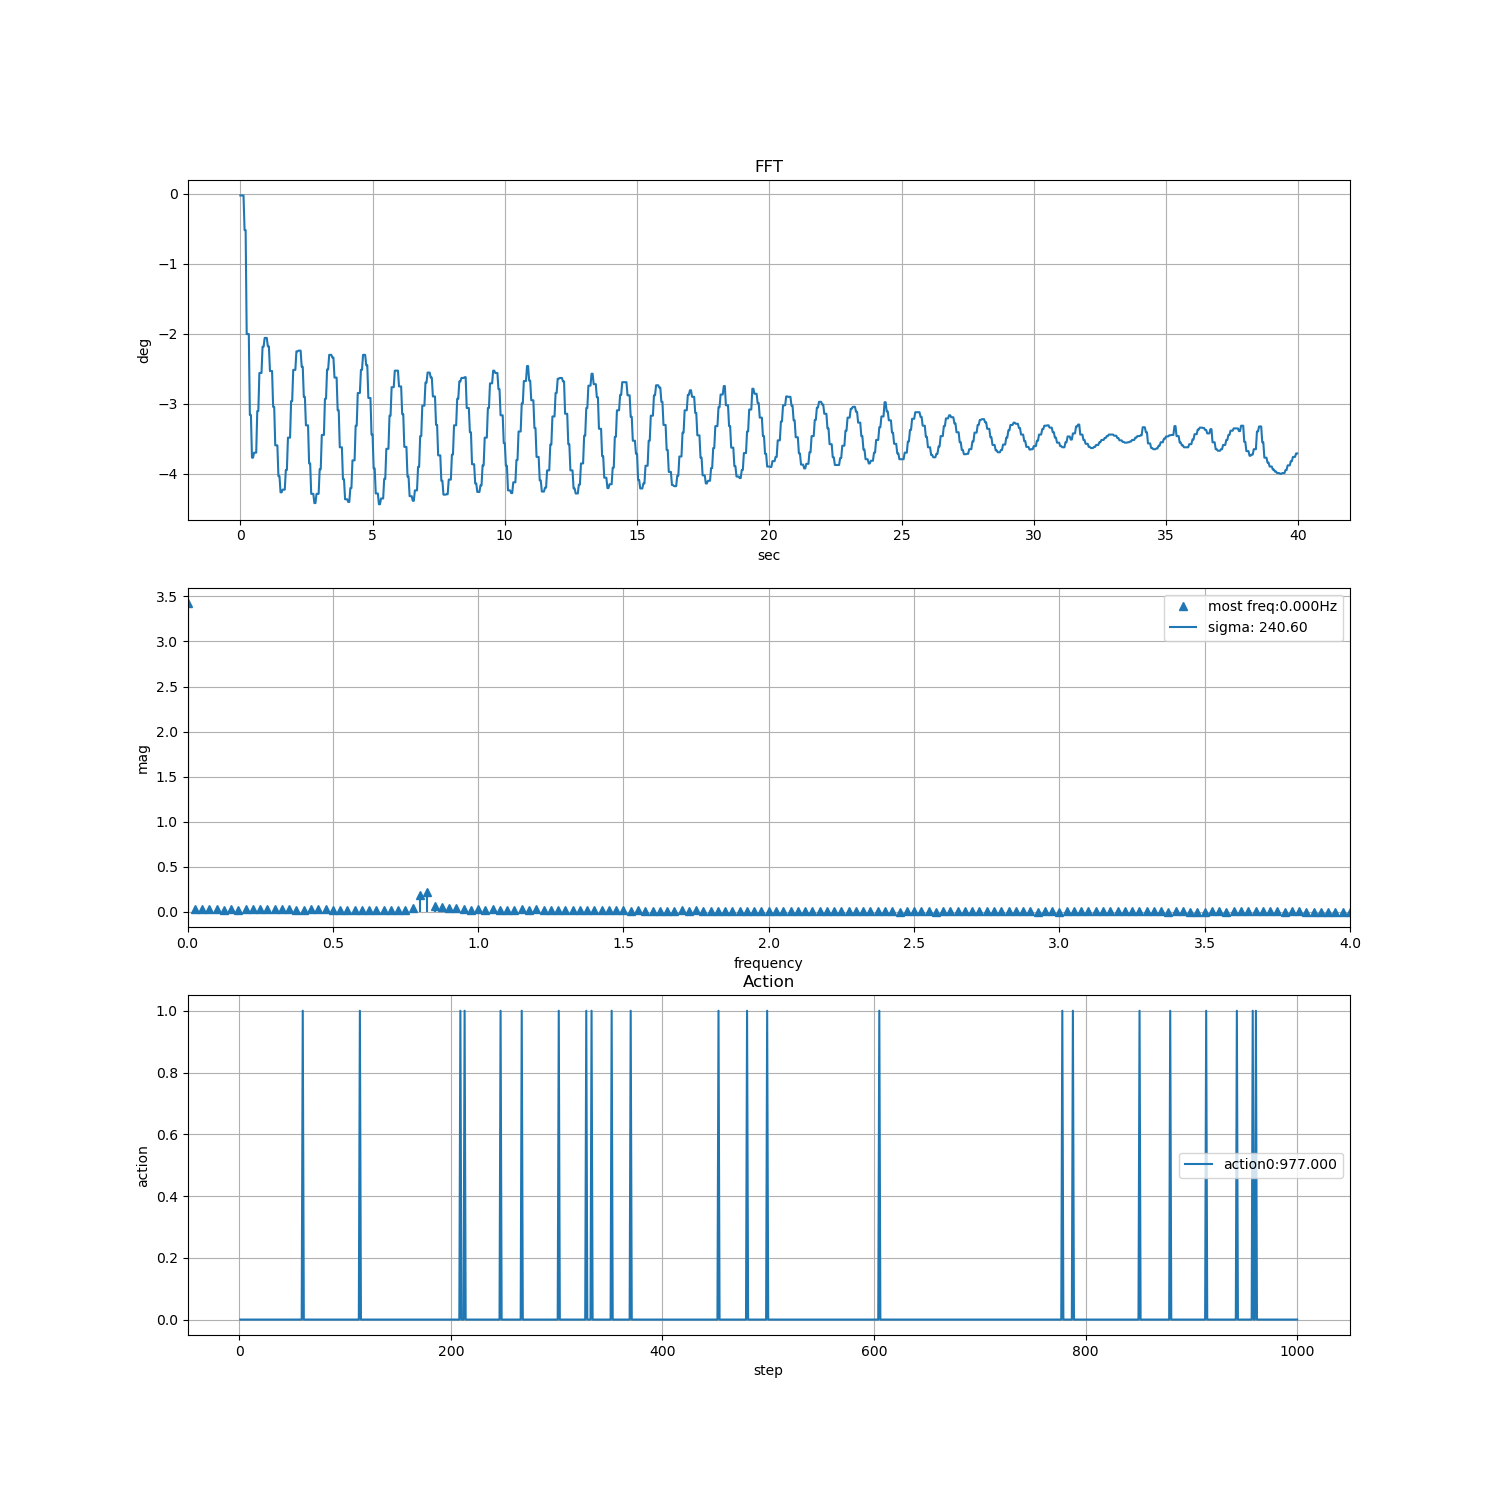 FFT
0
−1
−2
−3
−4
deg
0 5 10 15 20 25 30 35 40
sec
3.5
3.0
2.5
2.0
1.5
1.0
0.5
0.0
mag
most freq:0.000Hz
sigma: 240.60
0.0 0.5 1.0 1.5 2.0 2.5 3.0 3.5 4.0
frequency
Action
1.0
0.8
0.6
0.4
0.2
0.0
action
action0:977.000
0 200 400 600 800 1000
step